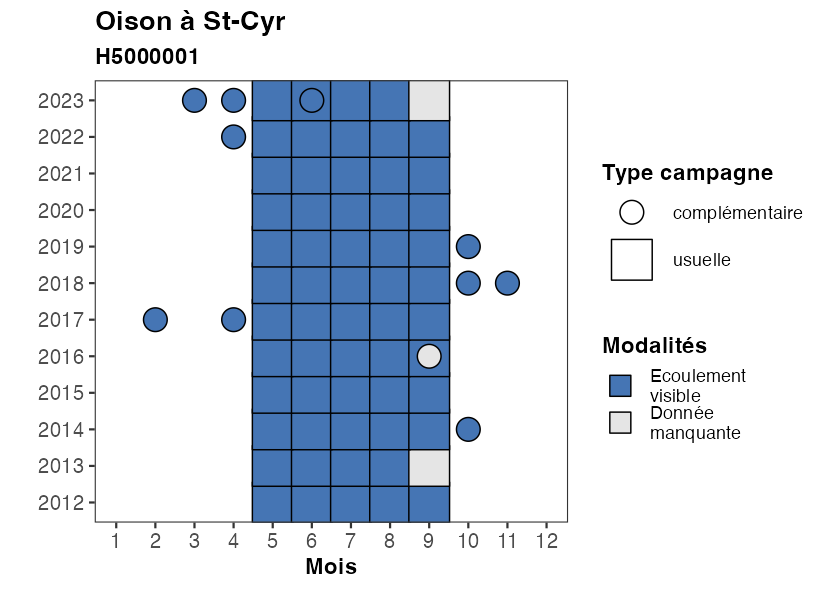 Oison à St-Cyr
H5000001
2023
2022
2021
2020
2019
2018
2017
2016
2015
2014
2013
2012
1 2 3 4 5 6 7 8 9 10 11 12
Mois
Type campagne
complémentaire
usuelle
Modalités
Ecoulement
visible
Donnée
manquante